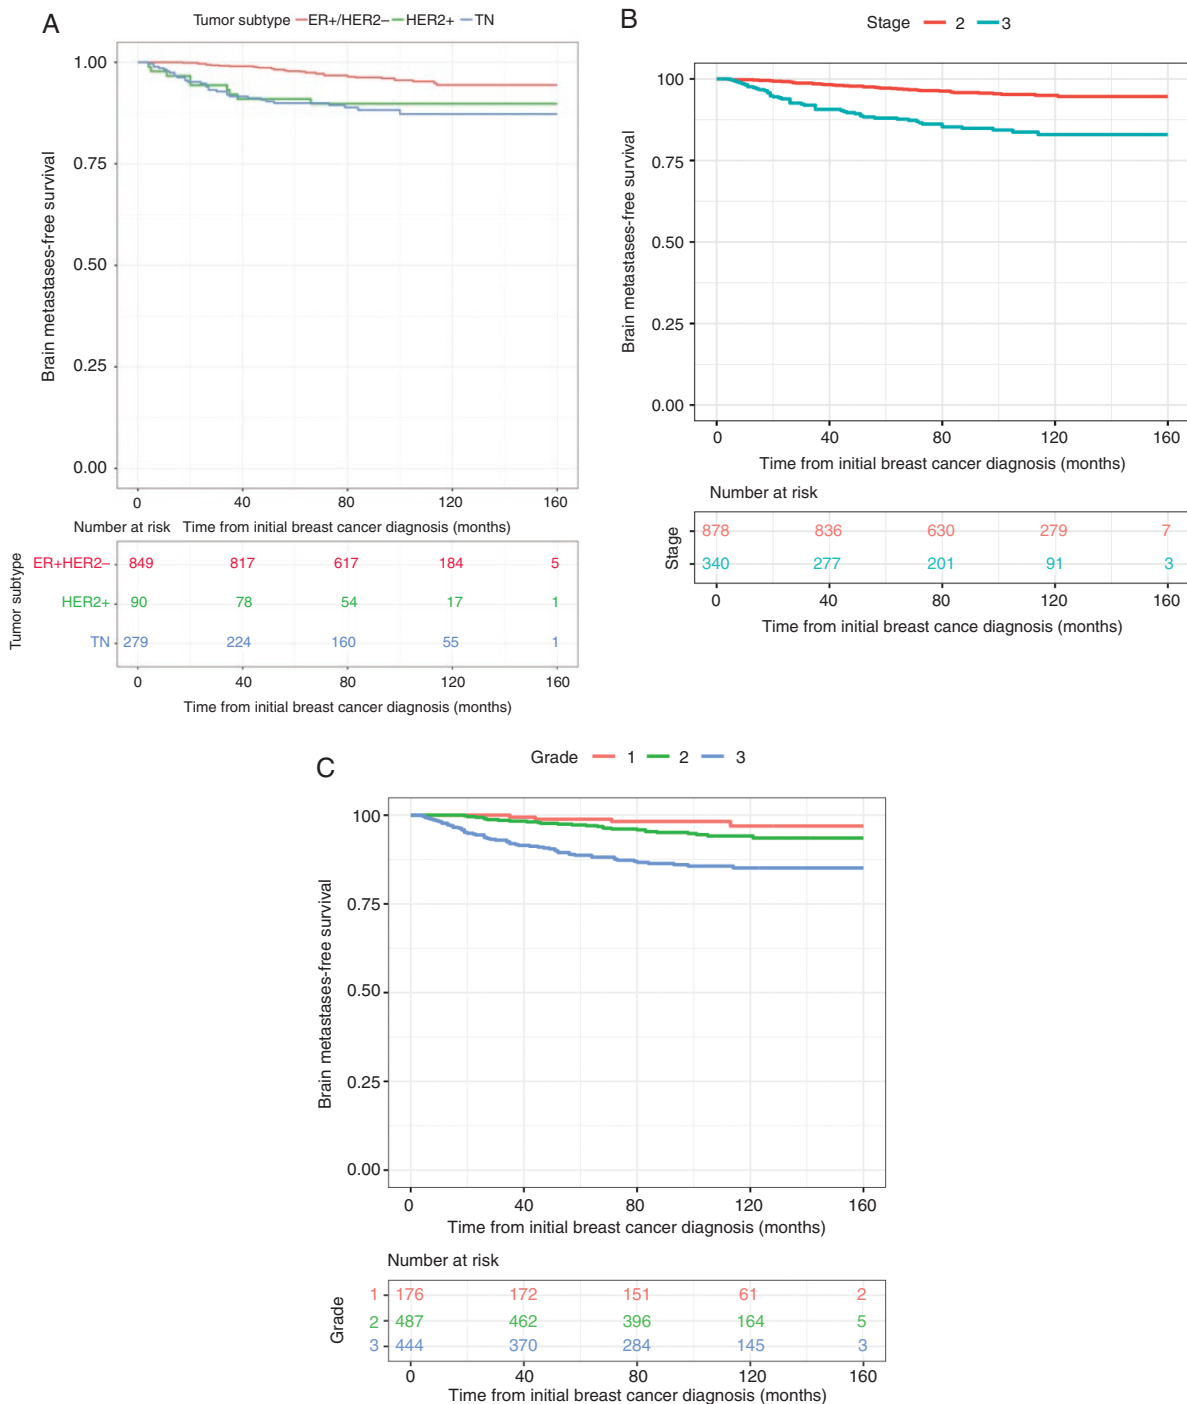 A
Tumor subtype ER+/HER2– HER2+ TN
1.00
0.75
0.50
0.25
0.00
Brain metastases-free survival
0 40 80 120 160
Number at risk Time from initial breast cancer diagnosis (months)
Tumor subtype
ER+HER2– 849 817 617 184 5
HER2+ 90 78 54 17 1
TN 279 224 160 55 1
0 40 80 120 160
Time from initial breast cancer diagnosis (months)
B
Stage 2 3
100
0.75
0.50
0.25
0.00
Brain metastases-free survival
0 40 80 120 160
Time from initial breast cancer diagnosis (months)
Number at risk
Stage
878 836 630 279 7
340 277 201 91 3
0 40 80 120 160
Time from initial breast cance diagnosis (months)
C
Grade 1 2 3
100
0.75
0.50
0.25
0.00
Brain metastases-free survival
0 40 80 120 160
Time from initial breast cancer diagnosis (months)
Number at risk
Grade
1 176 172 151 61 2
2 487 462 396 164 5
3 444 370 284 145 3
0 40 80 120 160
Time from initial breast cancer diagnosis (months)